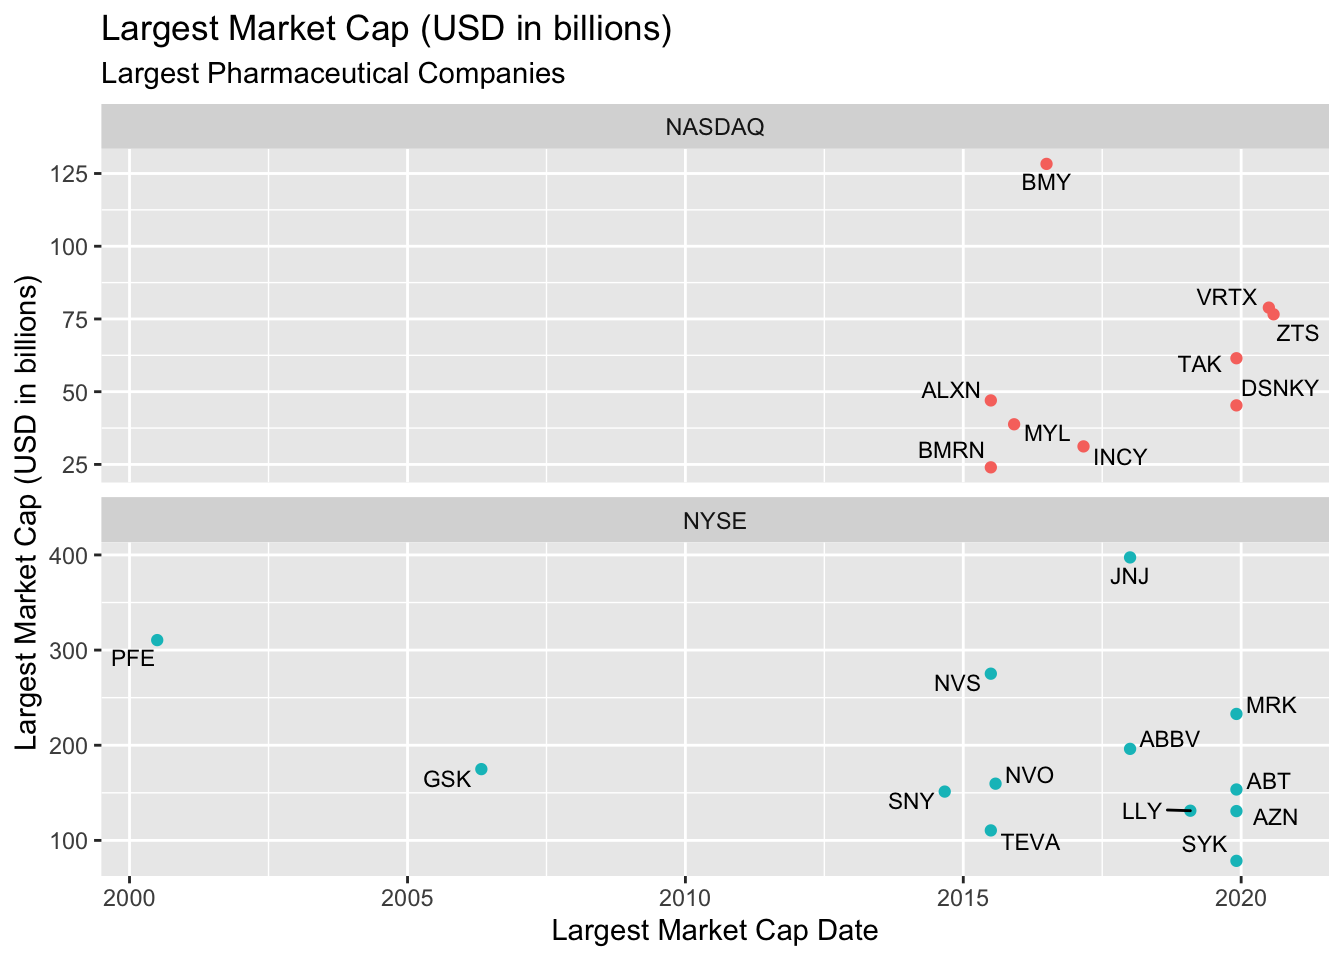 Largest Market Cap (USD in billions)
Largest Pharmaceutical Companies
Largest Market Cap (USD in billions)
NASDAQ
125
100
75
50
25
BMY
VRTX
ZTS
TAK
DSNKY
ALXN
MYL
BMRN
INCY
NYSE
400
300
200
100
JNJ
PFE
NVS
MRK
ABBV
GSK
NVO
ABT
SNY
LLY
AZN
TEVA
SYK
2000 2005 2010 2015 2020
Largest Market Cap Date